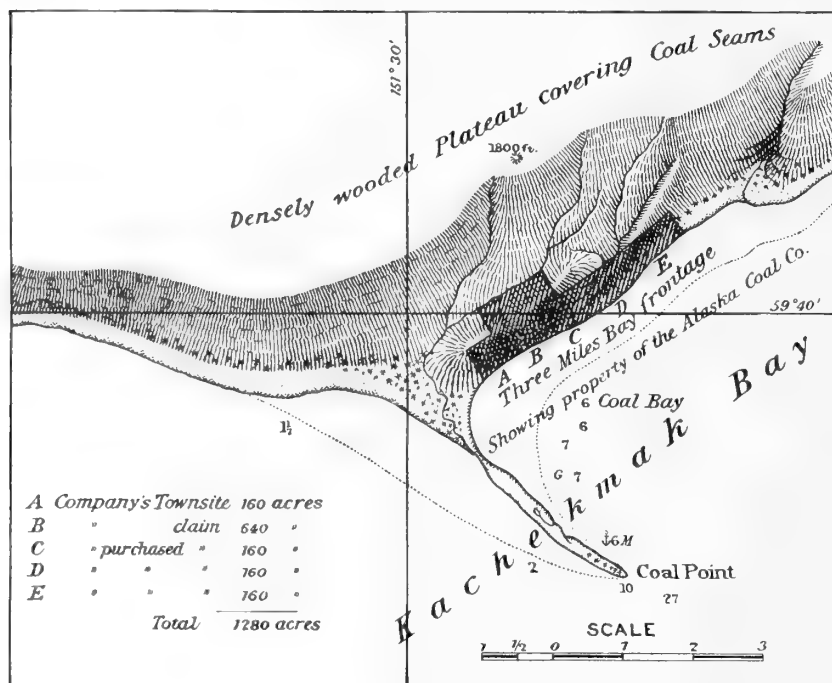 151° 30'
Densely wooded Plateau covering Coal Seams
1800 ft.
59° 40'
A B C D E
Three Miles Bay frontage
Showing property of the Alaska Coal Co.
6 Coal Bay
6
7
G 7
1½
Kachekmak Bay
⚓6 M
2
10
Coal Point
27
A Company's Townsite 160 acres
B " claim 640 "
C " purchased " 160 "
D " " " 160 "
E " " " 160 "
Total 1280 acres
SCALE
1 1/2 0 1 2 3